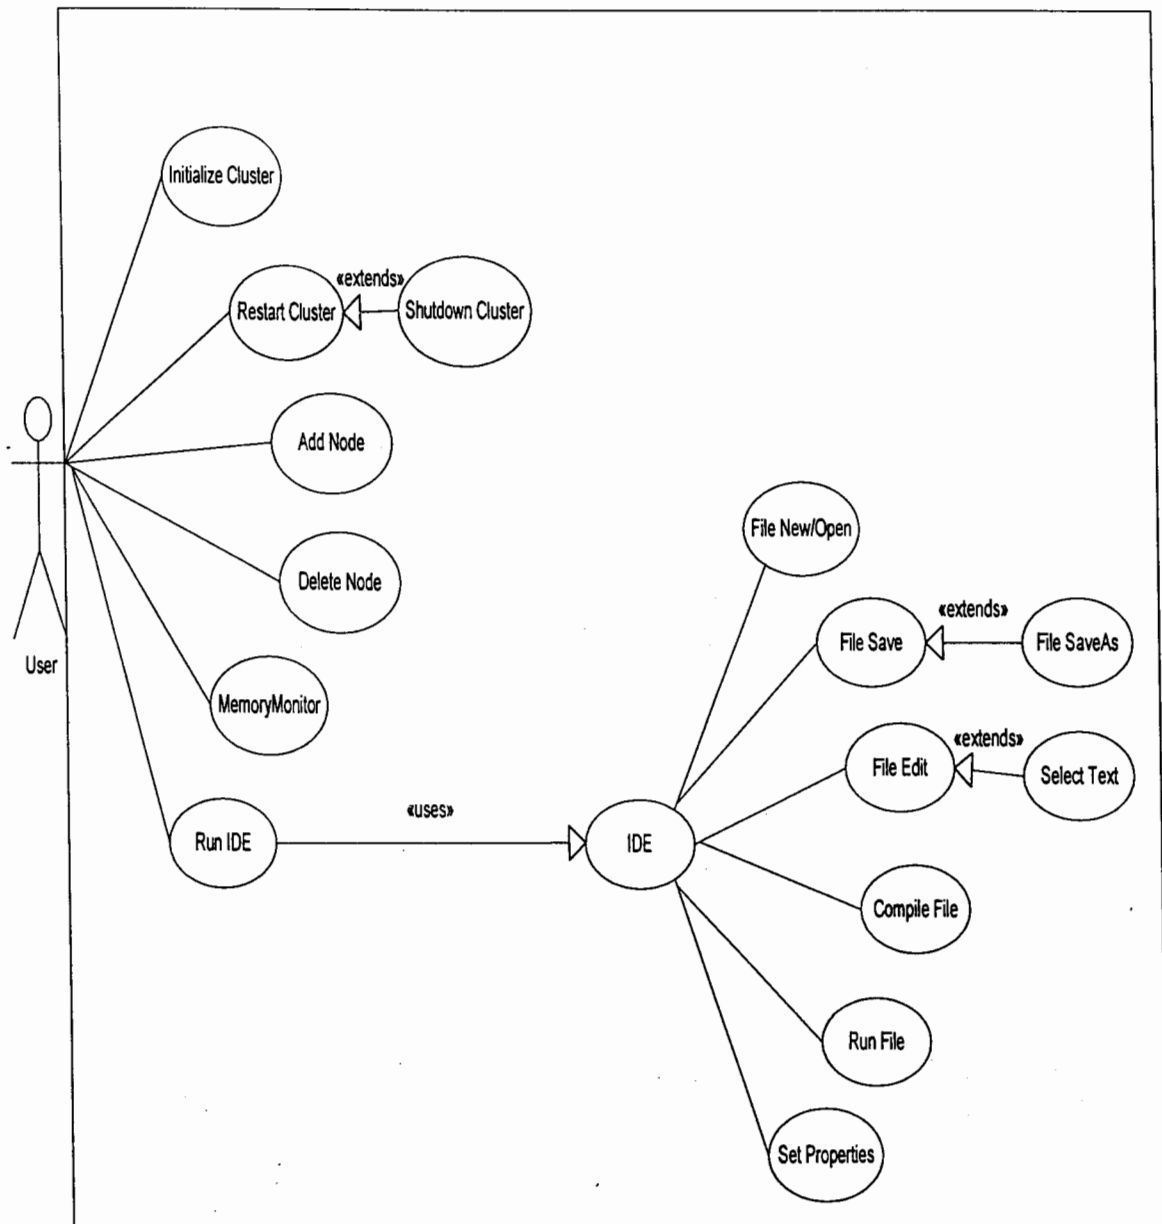 Initialize Cluster
«extends»
Restart Cluster
Shutdown Cluster
Add Node
File New/Open
Delete Node
«extends»
File Save
File SaveAs
User
MemoryMonitor
«extends»
File Edit
Select Text
«uses»
Run IDE
IDE
Compile File
Run File
Set Properties